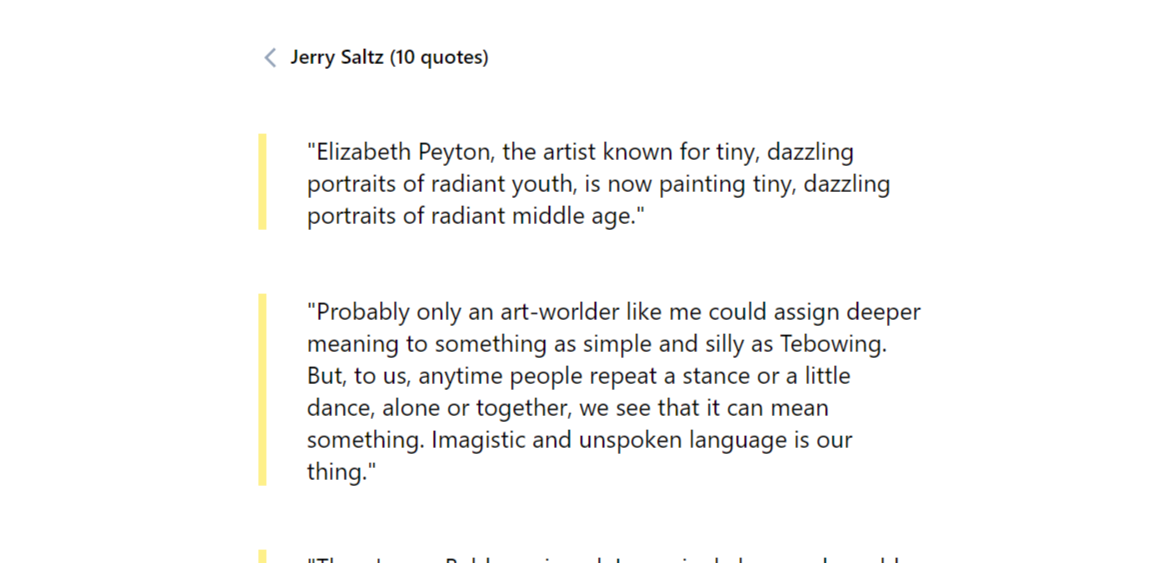 Jerry Saltz (10 quotes)
"Elizabeth Peyton, the artist known for tiny, dazzling
portraits of radiant youth, is now painting tiny, dazzling
portraits of radiant middle age."
"Probably only an art-worlder like me could assign deeper
meaning to something as simple and silly as Tebowing.
But, to us, anytime people repeat a stance or a little
dance, alone or together, we see that it can mean
something. Imagistic and unspoken language is our
thing."